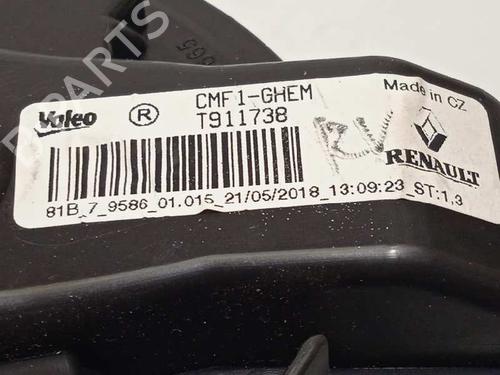 Valeo ® CMF1-GHEM
T911738
Made in CZ
RENAULT
81B_7_9586_01.015_21/05/2018_13:09:23_ST:1,3